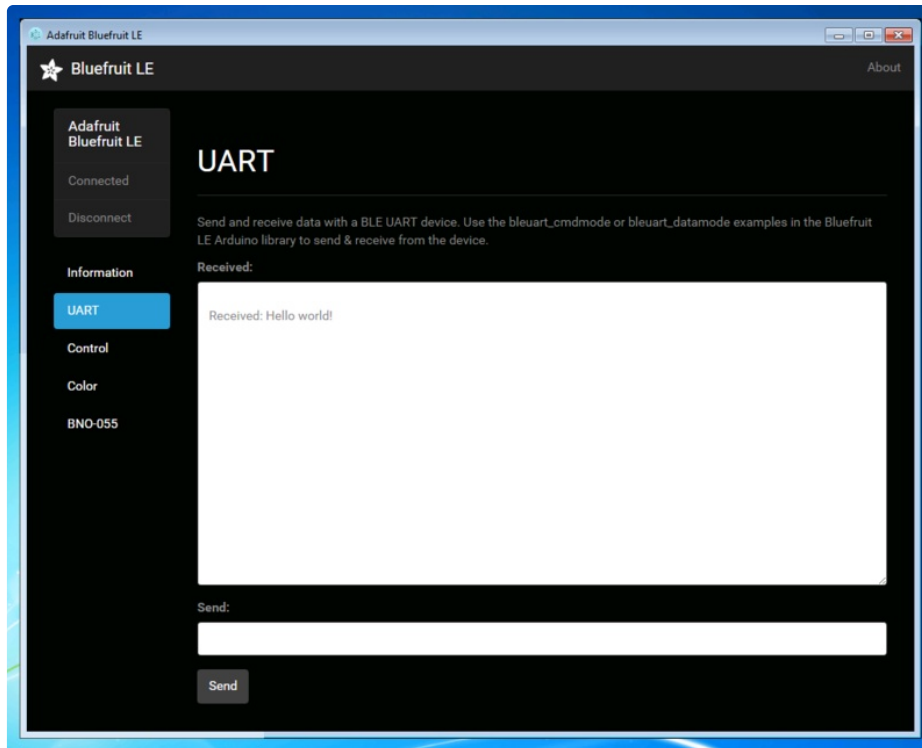 Adafruit Bluefruit LE
Bluefruit LE
About
Adafruit
Bluefruit LE
Connected
Disconnect
Information
UART
Control
Color
BNO-055
UART
Send and receive data with a BLE UART device. Use the bleuart_cmdmode or bleuart_datamode examples in the Bluefruit
LE Arduino library to send & receive from the device.
Received:
Received: Hello world!
Send:
Send